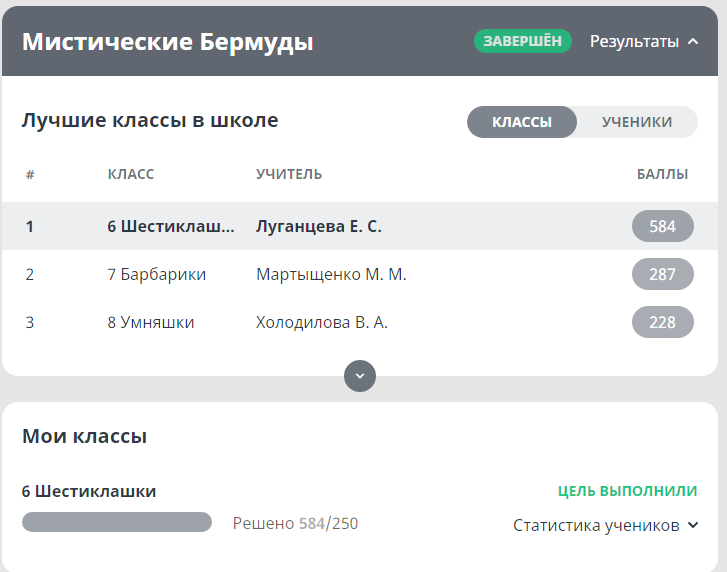 Мистические Бермуды ЗАВЕРШЁН Результаты
Лучшие классы в школе КЛАССЫ УЧЕНИКИ
# КЛАСС УЧИТЕЛЬ БАЛЛЫ
1 6 Шестиклаш... Луганцева Е. С. 584
2 7 Барбарики Мартыщенко М. М. 287
3 8 Умняшки Холодилова В. А. 228
Мои классы
6 Шестиклашки ЦЕЛЬ ВЫПОЛНИЛИ
Решено 584/250 Статистика учеников